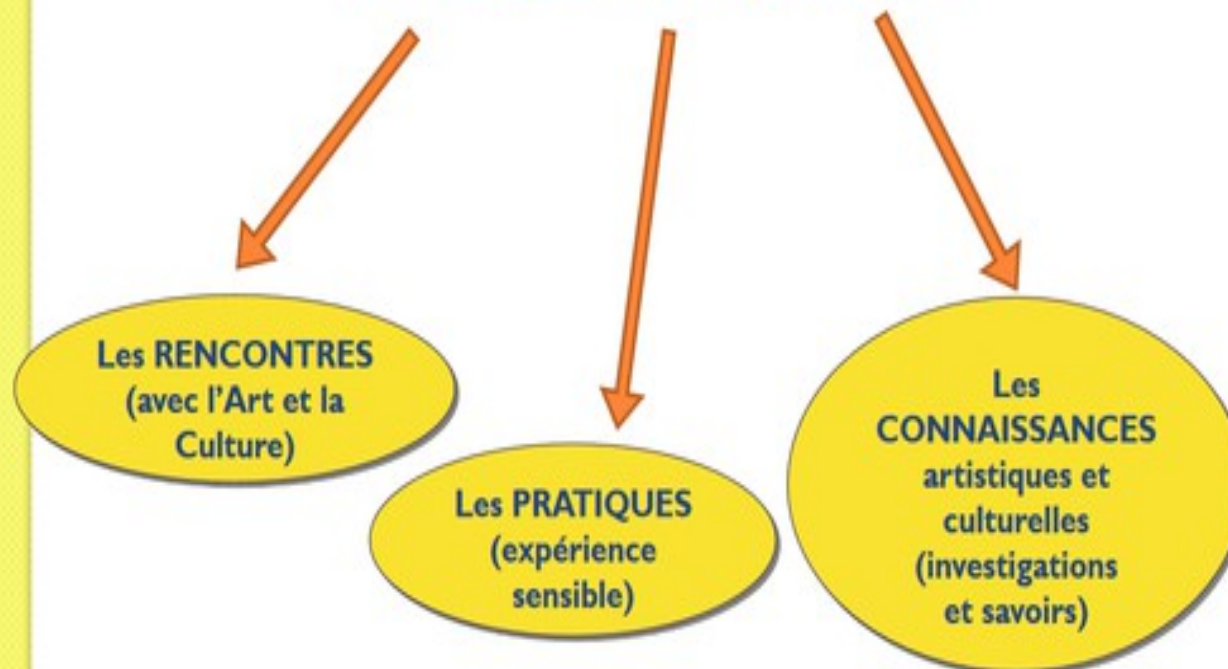 Les RENCONTRES
(avec l'Art et la
Culture)
Les PRATIQUES
(expérience
sensible)
Les
CONNAISSANCES
artistiques et
culturelles
(investigations
et savoirs)